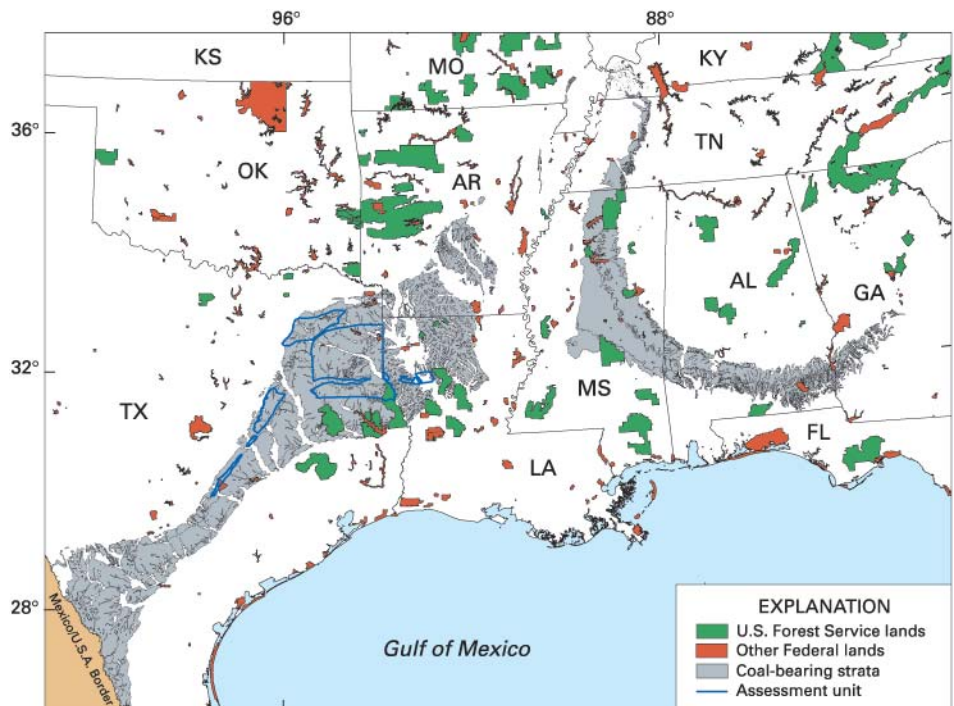 96°
88°
KS
MO
KY
36°
OK
AR
TN
AL
GA
32°
TX
MS
FL
LA
28°
Mexico/U.S.A. Border
Gulf of Mexico
EXPLANATION
U.S. Forest Service lands
Other Federal lands
Coal-bearing strata
Assessment unit